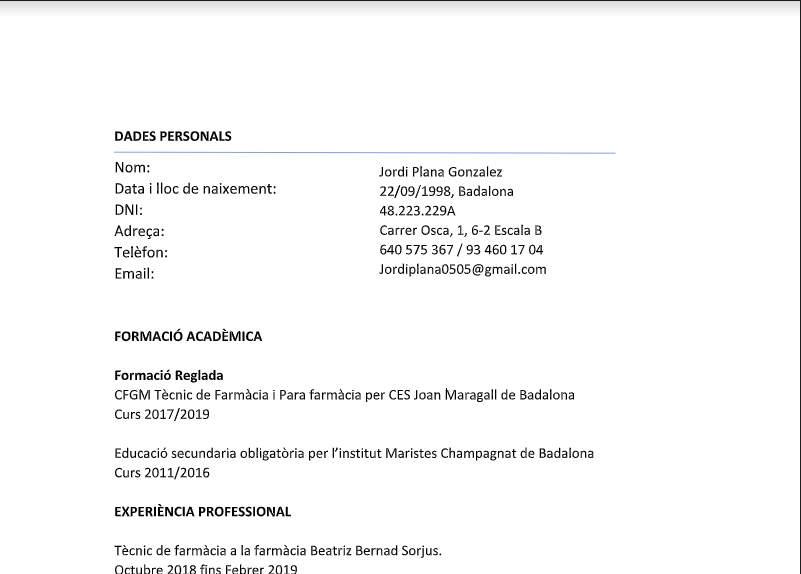 DADES PERSONALS
Nom: Jordi Plana Gonzalez
Data i lloc de naixement: 22/09/1998, Badalona
DNI: 48.223.229A
Adreça: Carrer Osca, 1, 6-2 Escala B
Telèfon: 640 575 367 / 93 460 17 04
Email: Jordiplana0505@gmail.com
FORMACIÓ ACADÈMICA
Formació Reglada
CFGM Tècnic de Farmàcia i Para farmàcia per CES Joan Maragall de Badalona
Curs 2017/2019
Educació secundaria obligatòria per l’institut Maristes Champagnat de Badalona
Curs 2011/2016
EXPERIÈNCIA PROFESSIONAL
Tècnic de farmàcia a la farmàcia Beatriz Bernad Sorjus.
Octubre 2018 fins Febrer 2019